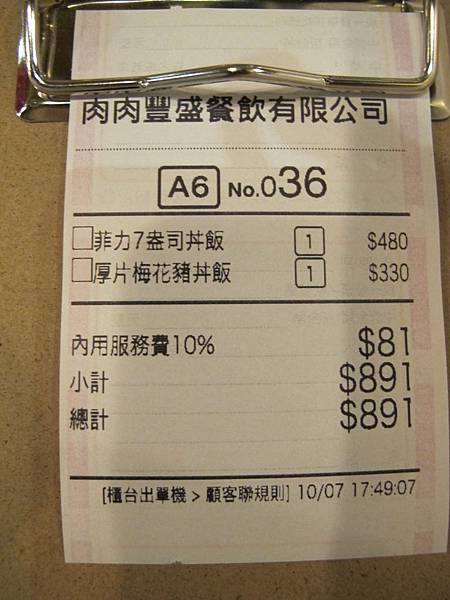 肉肉豐盛餐飲有限公司
A6 No.036
菲力7盎司丼飯 1 $480
厚片梅花豬丼飯 1 $330
內用服務費10% $81
小計 $891
總計 $891
[櫃台出單機 > 顧客聯規則] 10/07 17:49:07